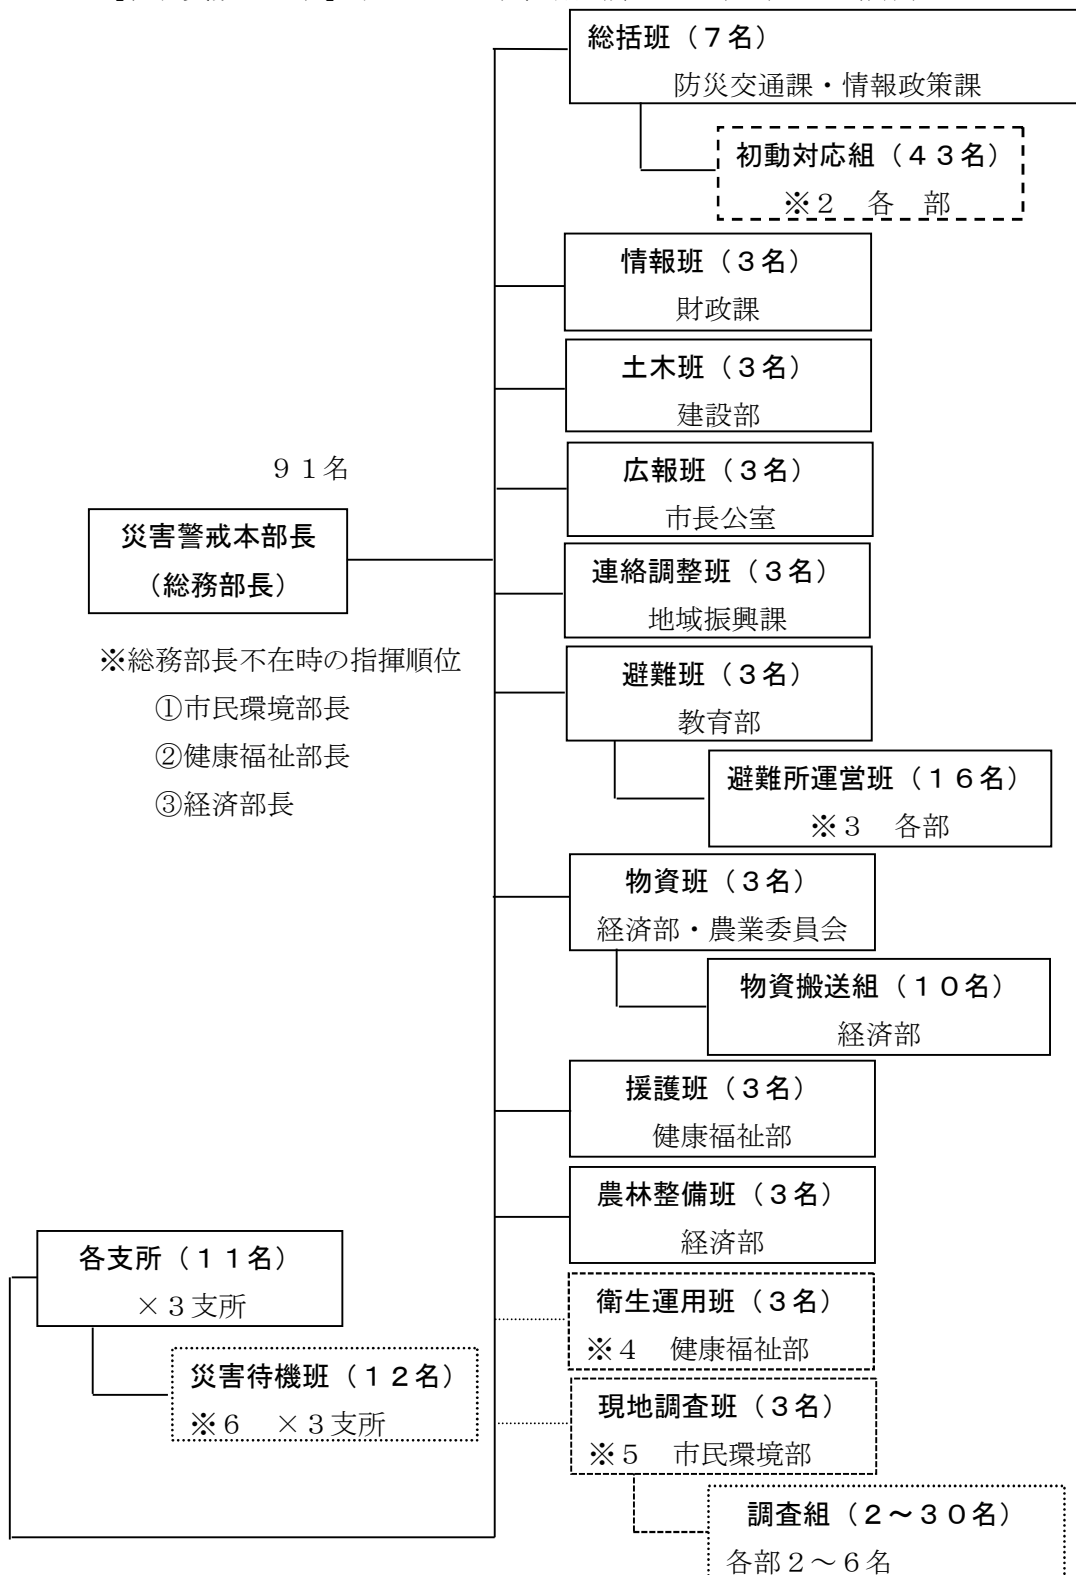 総括班（７名）
防災交通課・情報政策課
初動対応組（４３名）
※２　各　部
情報班（３名）
財政課
土木班（３名）
建設部
広報班（３名）
市長公室
９１名
災害警戒本部長
（総務部長）
連絡調整班（３名）
地域振興課
※総務部長不在時の指揮順位
①市民環境部長
②健康福祉部長
③経済部長
避難班（３名）
教育部
避難所運営班（１６名）
※３　各部
物資班（３名）
経済部・農業委員会
物資搬送組（１０名）
経済部
援護班（３名）
健康福祉部
農林整備班（３名）
経済部
各支所（１１名）
×３支所
災害待機班（１２名）
※６　×３支所
衛生運用班（３名）
※４　健康福祉部
現地調査班（３名）
※５　市民環境部
調査組（２～３０名）
各部２～６名